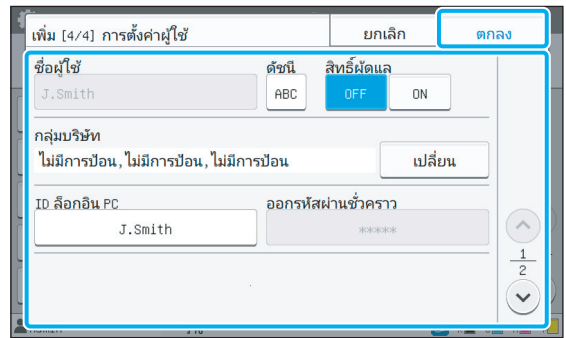 เพิ่ม [4/4] การตั้งค่าผู้ใช้ ยกเลิก ตกลง
ชื่อผู้ใช้ ดัชนี สิทธิ์ผู้ดูแล
J.Smith ABC OFF ON
กลุ่มบริษัท
ไม่มีการป้อน,ไม่มีการป้อน,ไม่มีการป้อน เปลี่ยน
ID ล็อกอิน PC ออกรหัสผ่านชั่วคราว
J.Smith *****
1
2